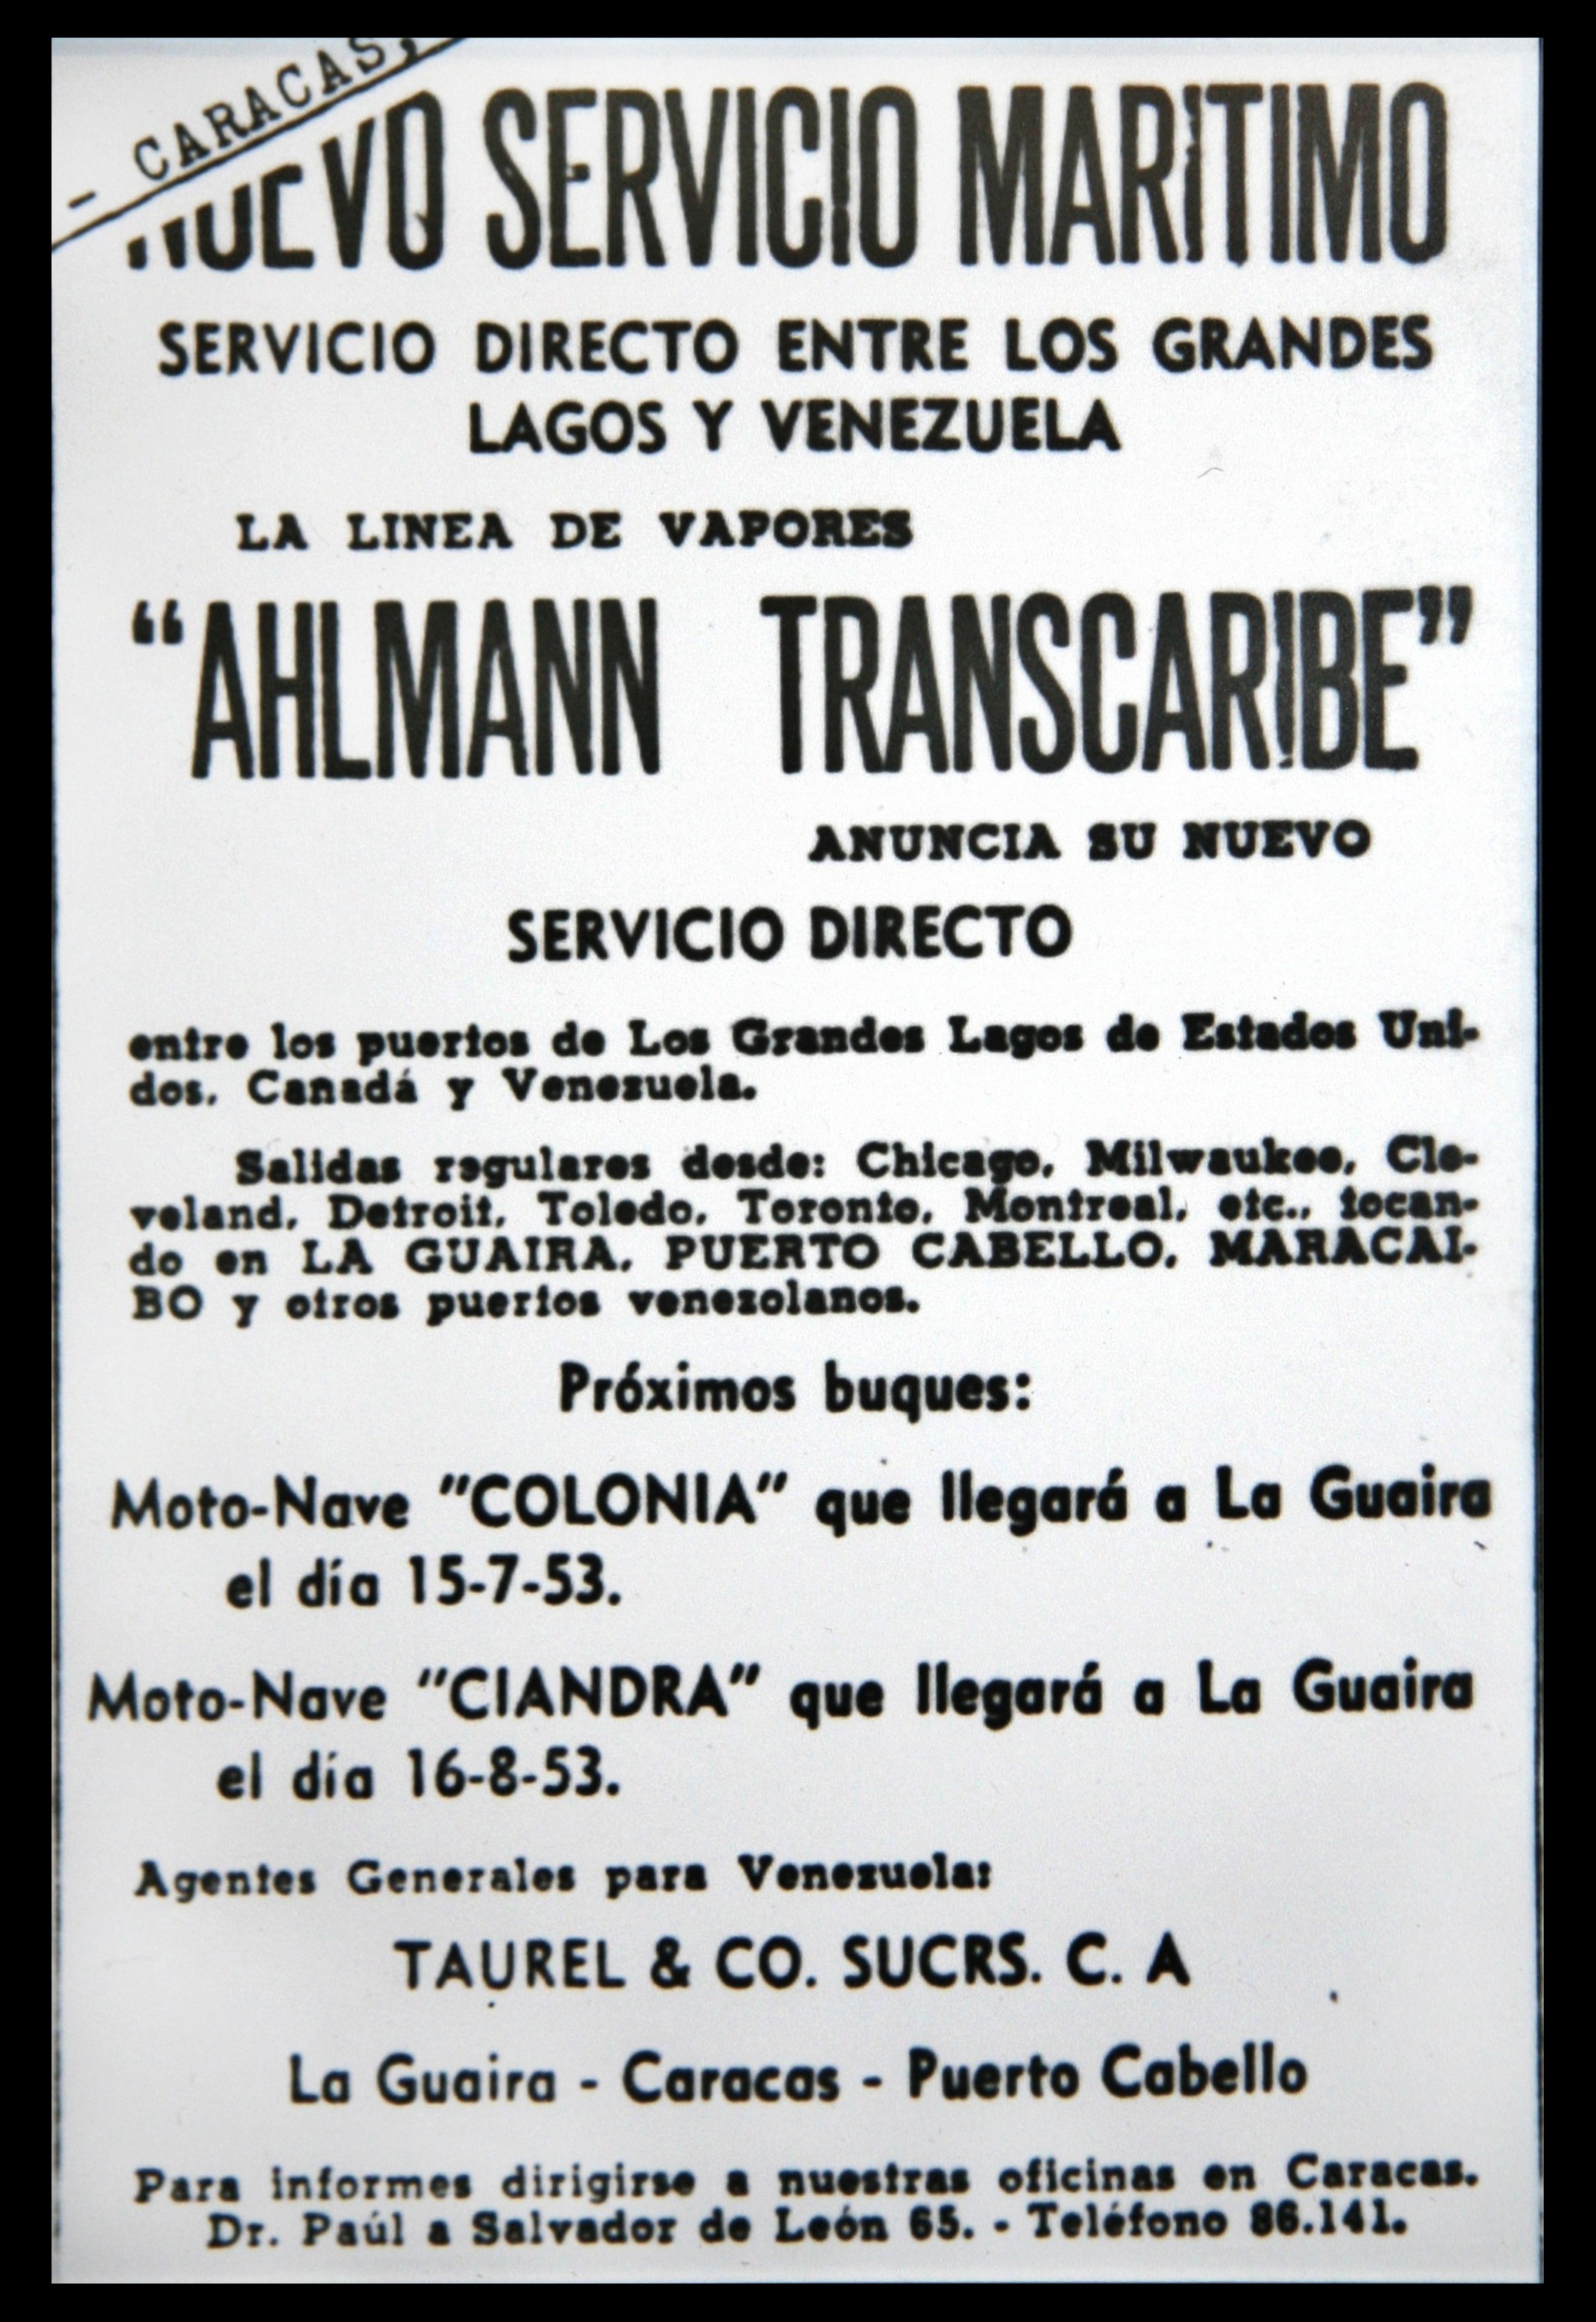 - CARACAS,
NUEVO SERVICIO MARITIMO
SERVICIO DIRECTO ENTRE LOS GRANDES
LAGOS Y VENEZUELA
LA LINEA DE VAPORES
“AHLMANN TRANSCARIBE”
ANUNCIA SU NUEVO
SERVICIO DIRECTO
entre los puertos de Los Grandes Lagos de Estados Uni-
dos, Canadá y Venezuela.
Salidas regulares desde: Chicago, Milwaukee, Cle-
veland, Detroit, Toledo, Toronto, Montreal, etc., tocan-
do en LA GUAIRA, PUERTO CABELLO, MARACAI-
BO y otros puertos venezolanos.
Próximos buques:
Moto-Nave "COLONIA" que llegará a La Guaira
el día 15-7-53.
Moto-Nave "CIANDRA" que llegará a La Guaira
el día 16-8-53.
Agentes Generales para Venezuela:
TAUREL & CO. SUCRS. C. A
La Guaira - Caracas - Puerto Cabello
Para informes dirigirse a nuestras oficinas en Caracas.
Dr. Paúl a Salvador de León 65. - Teléfono 86.141.